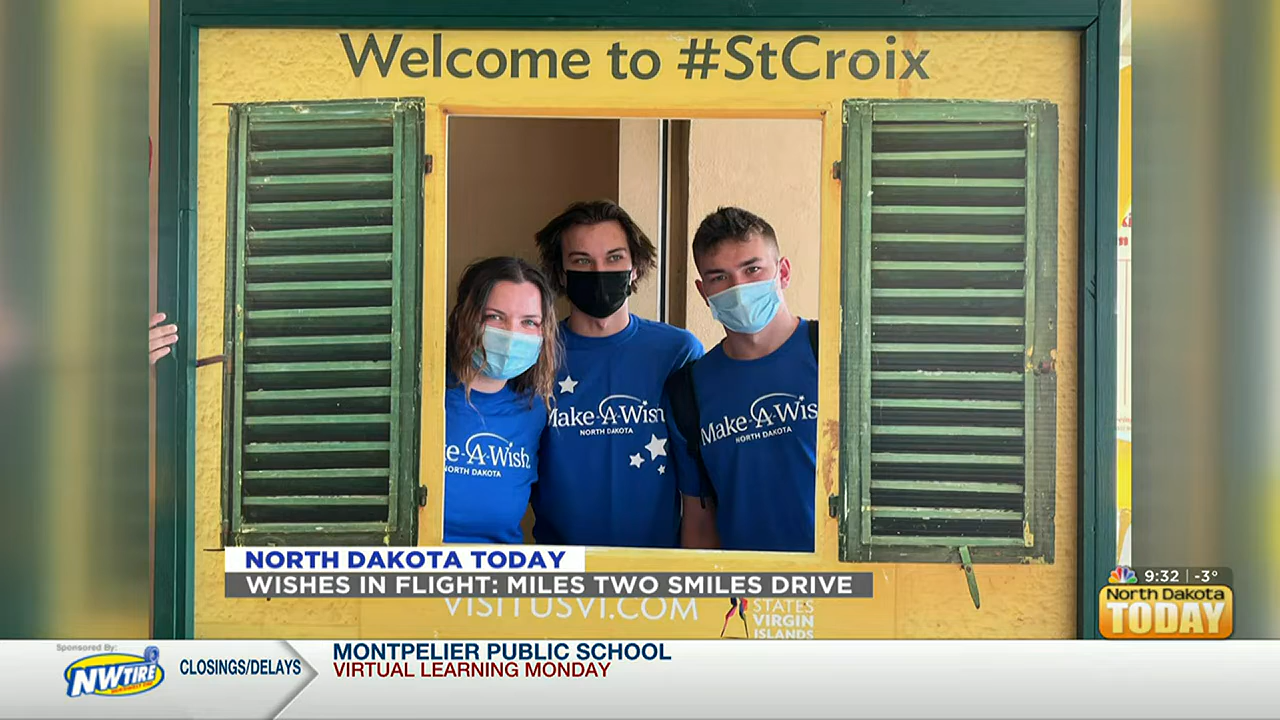 Welcome to #StCroix
Make-A-Wish
NORTH DAKOTA
Make-A-Wis
NORTH DAKOTA
e-A-Wish
NORTH DAKOTA
NORTH DAKOTA TODAY
WISHES IN FLIGHT: MILES TWO SMILES DRIVE
VISITUSVI.COM
STATES
VIRGIN
ISLANDS
9:32 | -3°
North Dakota
TODAY
Sponsored By:
NWTIRE
CLOSINGS/DELAYS
MONTPELIER PUBLIC SCHOOL
VIRTUAL LEARNING MONDAY